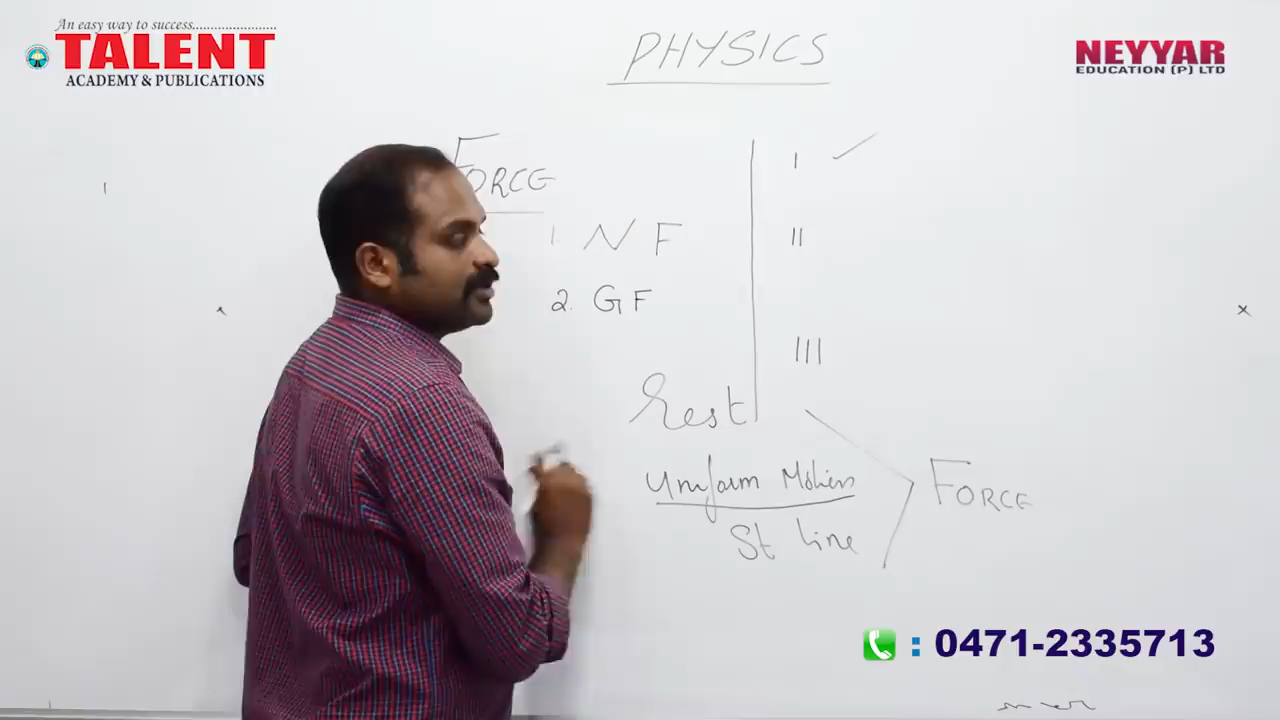 An easy way to success...........................
TALENT
ACADEMY & PUBLICATIONS
NEYYAR
EDUCATION (P) LTD
PHYSICS
FORCE
1. N F
2. G F
I ✓
II
III
Rest
Uniform Motion
St line
FORCE
: 0471-2335713